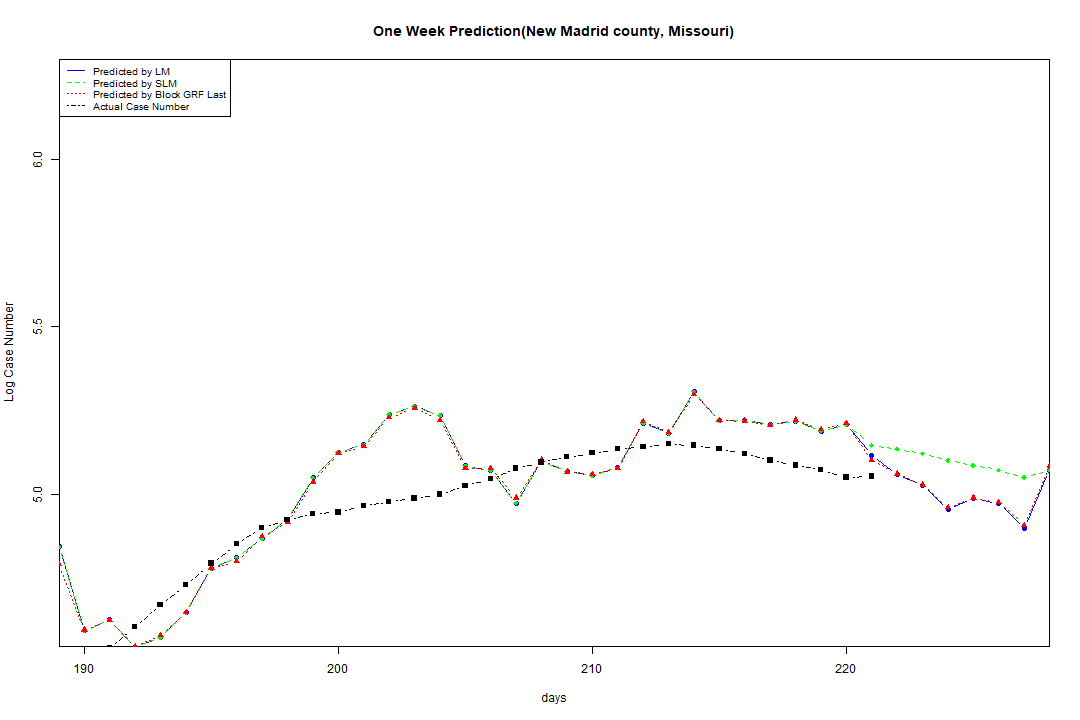 One Week Prediction(New Madrid county, Missouri)
Predicted by LM
Predicted by SLM
Predicted by Block GRF Last
Actual Case Number
6.0
5.5
5.0
Log Case Number
190 200 210 220
days